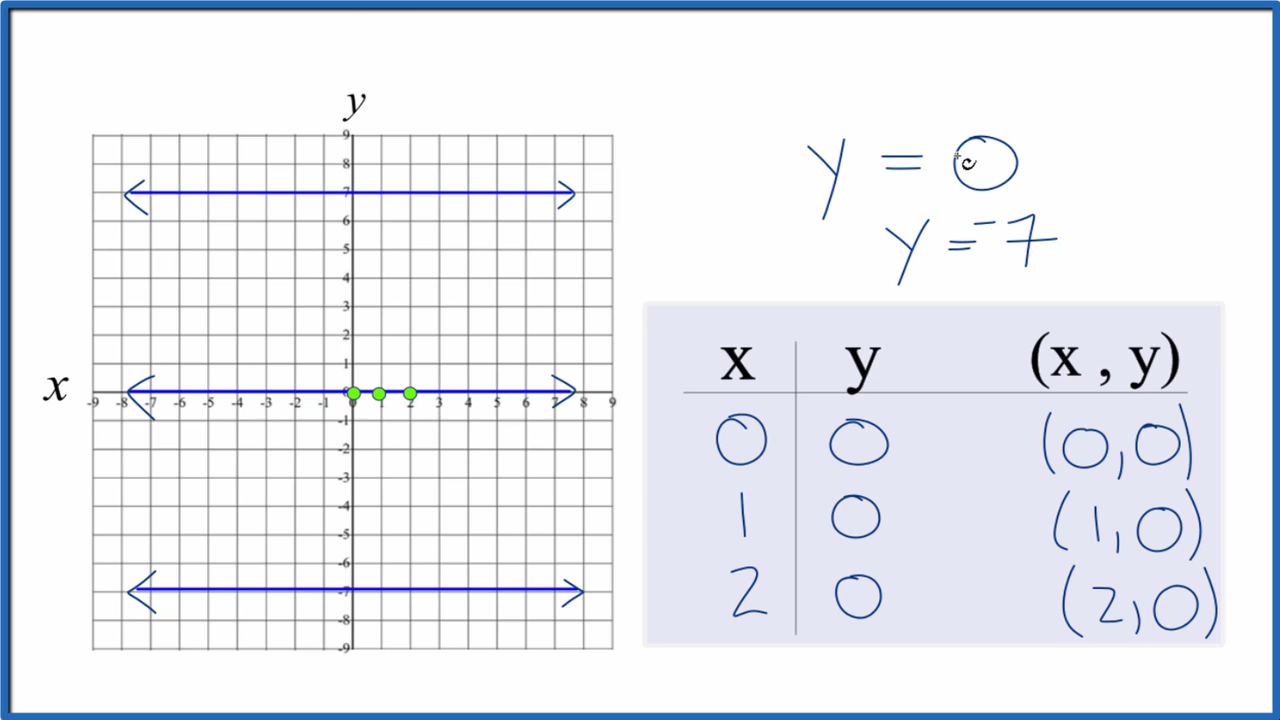 y
9
8
7
6
5
4
3
2
1
0
x
-9 -8 -7 -6 -5 -4 -3 -2 -1 0 1 2 3 4 5 6 7 8 9
-1
-2
-3
-4
-5
-6
-7
-8
-9
y = 0
y = -7
x y (x , y)
0 0 (0,0)
1 0 (1,0)
2 0 (2,0)